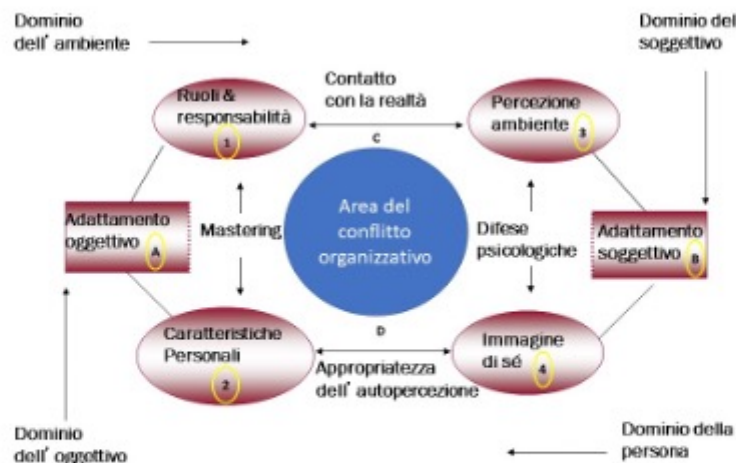 Dominio
dell' ambiente
Dominio del
soggettivo
Ruoli &
responsabilità
1
Contatto
con la realtà
C
Percezione
ambiente
3
Adattamento
oggettivo
A
Mastering
Area del
conflitto
organizzativo
Difese
psicologiche
Adattamento
soggettivo
B
Caratteristiche
Personali
2
D
Appropriatezza
dell' autopercezione
Immagine
di sé
4
Dominio
dell' oggettivo
Dominio della
persona